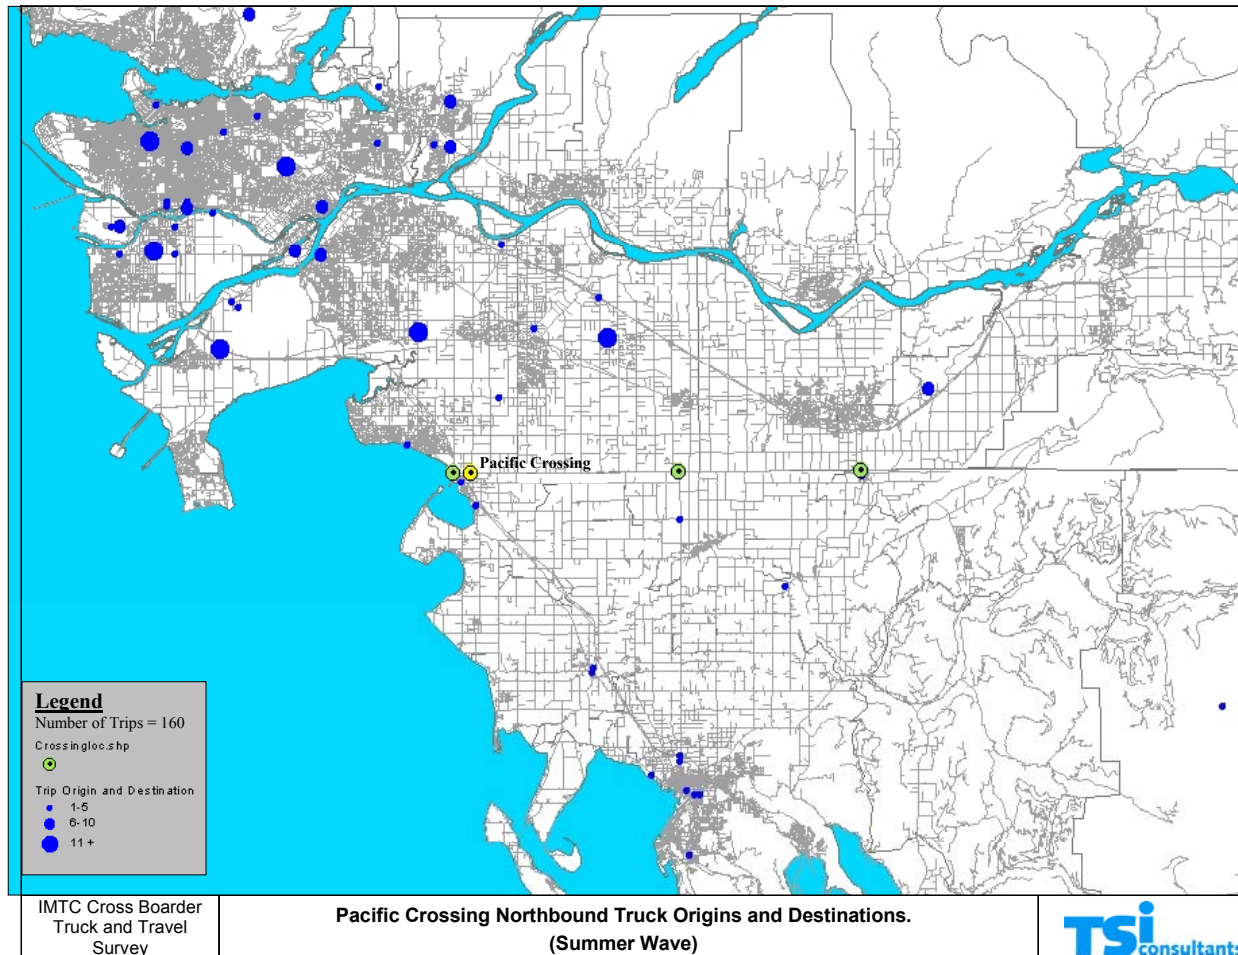 Pacific Crossing
Legend
Number of Trips = 160
Crossingloc.shp
Trip Origin and Destination
1-5
6-10
11 +
IMTC Cross Boarder
Truck and Travel
Survey
Pacific Crossing Northbound Truck Origins and Destinations.
(Summer Wave)
TSi
consultants